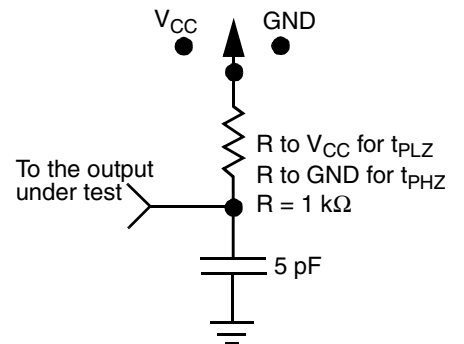 V_CC GND
R to V_CC for t_PLZ
R to GND for t_PHZ
R = 1 kΩ
To the output
under test
5 pF